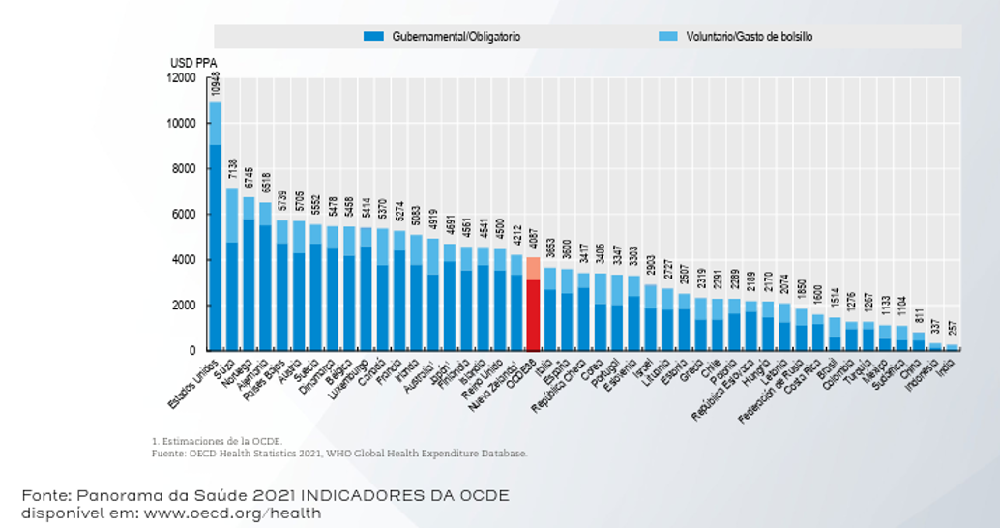 Gubernamental/Obligatorio
Voluntario/Gasto de bolsillo
USD PPA
12000
10000
8000
6000
4000
2000
0
10948
7138
6745
6518
5739
5705
5552
5478
5458
5414
5370
5274
5083
4919
4691
4561
4541
4500
4212
4087
3653
3600
3417
3406
3347
3303
2903
2727
2507
2319
2291
2289
2189
2170
2074
1850
1600
1514
1276
1267
1133
1104
811
337
257
Estados Unidos
Suiza
Noruega
Alemania
Países Bajos
Austria
Suecia
Dinamarca
Bélgica
Luxemburgo
Canadá
Francia
Irlanda
Australia¹
Japón¹
Finlandia
Islandia
Reino Unido
Nueva Zelanda¹
OCDE38
Italia
España
República Checa
Corea
Portugal
Eslovenia
Israel
Lituania
Estonia
Grecia
Chile
Polonia
República Eslovaca
Hungría
Letonia
Federación de Rusia
Costa Rica
Brasil
Colombia
Turquía
México
Sudáfrica
China
Indonesia
India
1. Estimaciones de la OCDE.
Fuente: OECD Health Statistics 2021, WHO Global Health Expenditure Database.
Fonte: Panorama da Saúde 2021 INDICADORES DA OCDE
disponível em: www.oecd.org/health